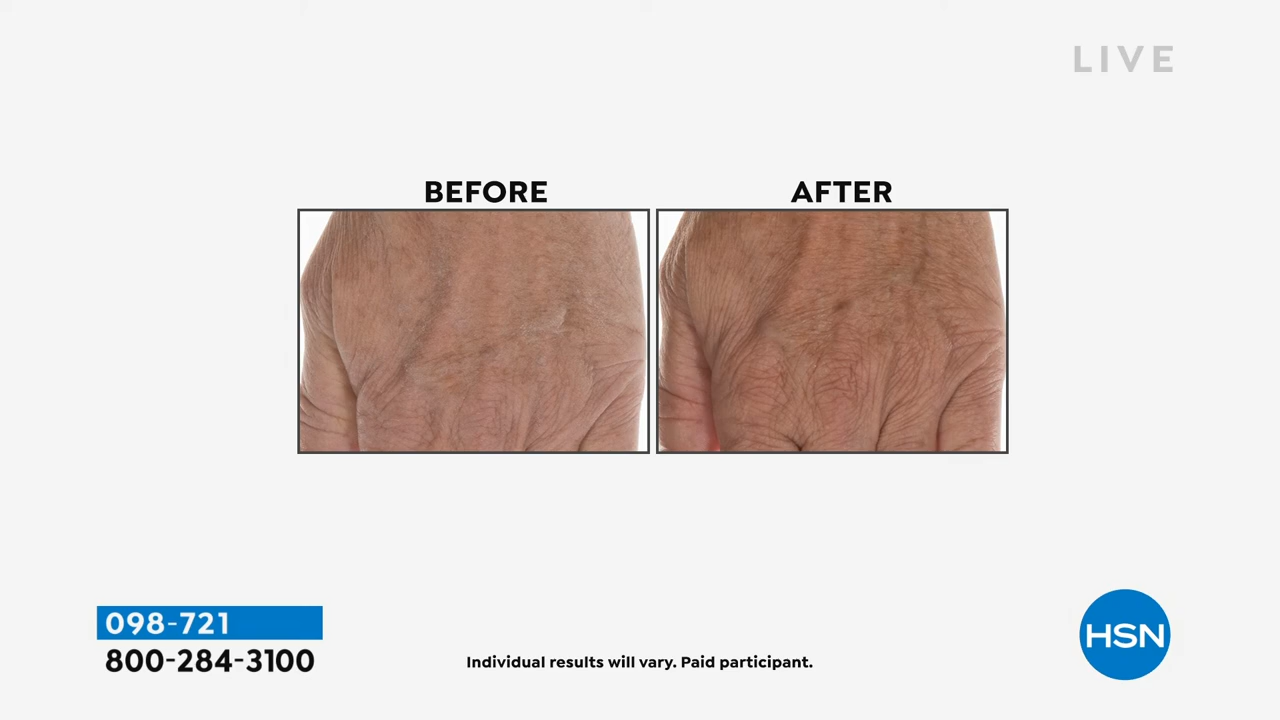 LIVE
BEFORE
AFTER
098-721
800-284-3100
Individual results will vary. Paid participant.
HSN